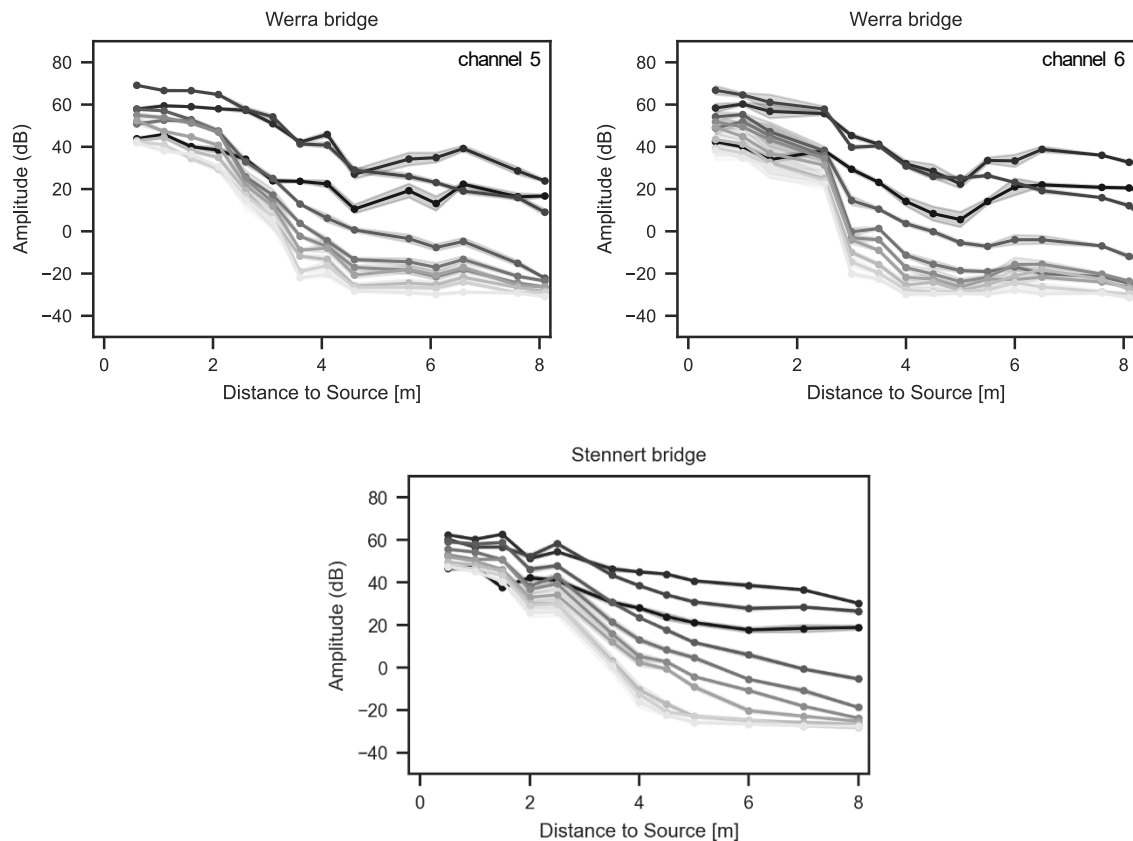 Werra bridge
channel 5
80
60
40
20
0
−20
−40
Amplitude (dB)
0 2 4 6 8
Distance to Source [m]
Werra bridge
channel 6
80
60
40
20
0
−20
−40
Amplitude (dB)
0 2 4 6 8
Distance to Source [m]
Stennert bridge
80
60
40
20
0
−20
−40
Amplitude (dB)
0 2 4 6 8
Distance to Source [m]